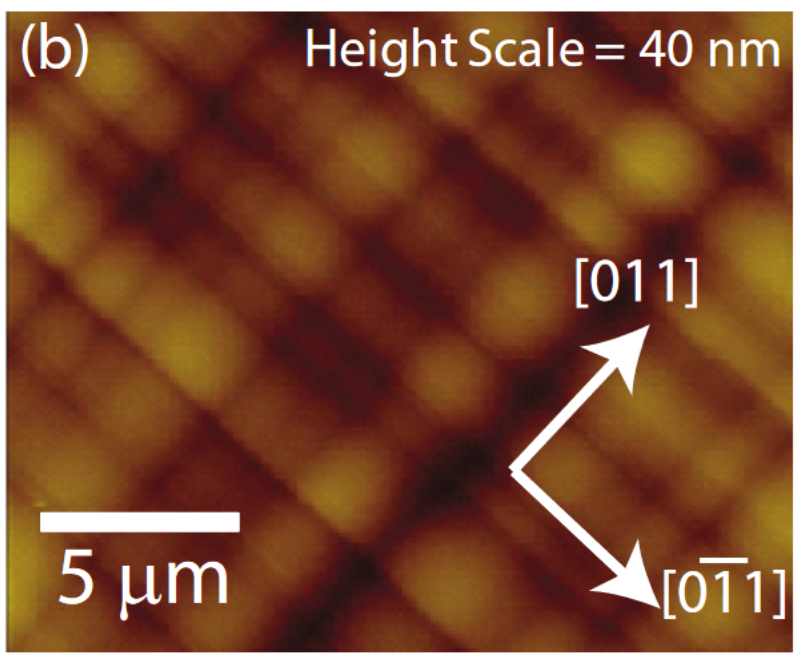 (b)
Height Scale = 40 nm
[011]
[01̅1]
5 μm